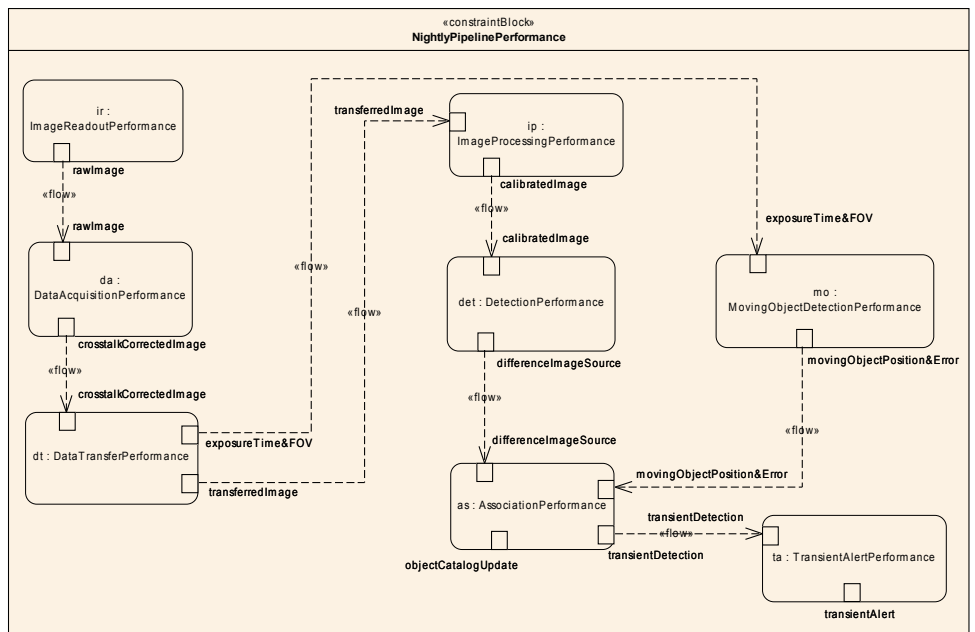 «constraintBlock»
NightlyPipelinePerformance
ir :
ImageReadoutPerformance
rawImage
«flow»
rawImage
da :
DataAcquisitionPerformance
crosstalkCorrectedImage
«flow»
crosstalkCorrectedImage
dt : DataTransferPerformance
exposureTime&FOV
transferredImage
«flow»
«flow»
transferredImage
ip :
ImageProcessingPerformance
calibratedImage
«flow»
calibratedImage
det : DetectionPerformance
differenceImageSource
«flow»
differenceImageSource
as : AssociationPerformance
objectCatalogUpdate
exposureTime&FOV
mo :
MovingObjectDetectionPerformance
movingObjectPosition&Error
«flow»
movingObjectPosition&Error
transientDetection
«flow»
transientDetection
ta : TransientAlertPerformance
transientAlert